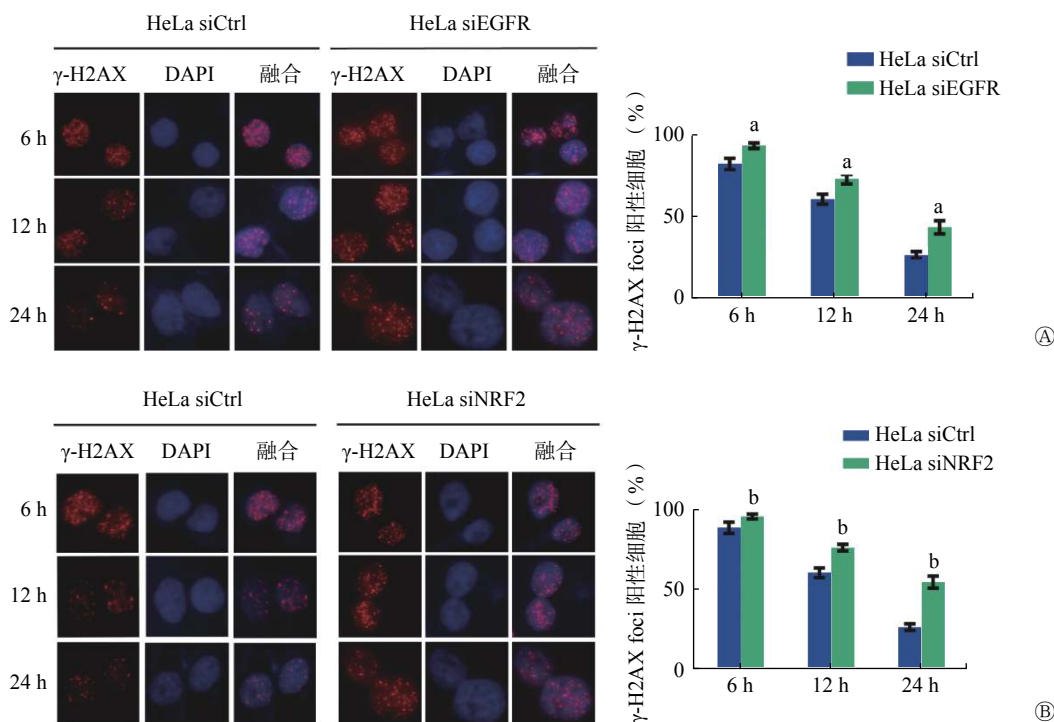 HeLa siCtrl
HeLa siEGFR
γ-H2AX
DAPI
融合
γ-H2AX
DAPI
融合
6 h
12 h
24 h
HeLa siCtrl
HeLa siEGFR
γ-H2AX foci 阳性细胞（%）
100
50
0
a
a
a
6 h
12 h
24 h
Ⓐ
HeLa siCtrl
HeLa siNRF2
γ-H2AX
DAPI
融合
γ-H2AX
DAPI
融合
6 h
12 h
24 h
HeLa siCtrl
HeLa siNRF2
γ-H2AX foci 阳性细胞（%）
100
50
0
b
b
b
6 h
12 h
24 h
Ⓑ